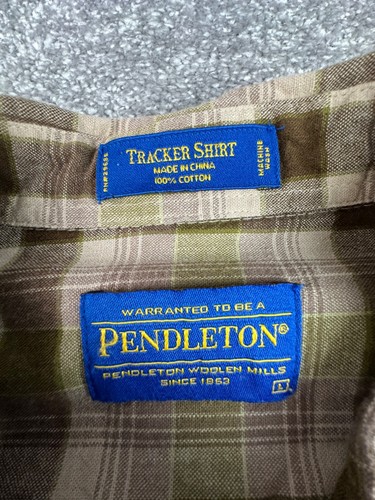 TRACKER SHIRT
MADE IN CHINA
100% COTTON
MACHINE
WASH
WARRANTED TO BE A
PENDLETON®
PENDLETON WOOLEN MILLS
SINCE 1863
L